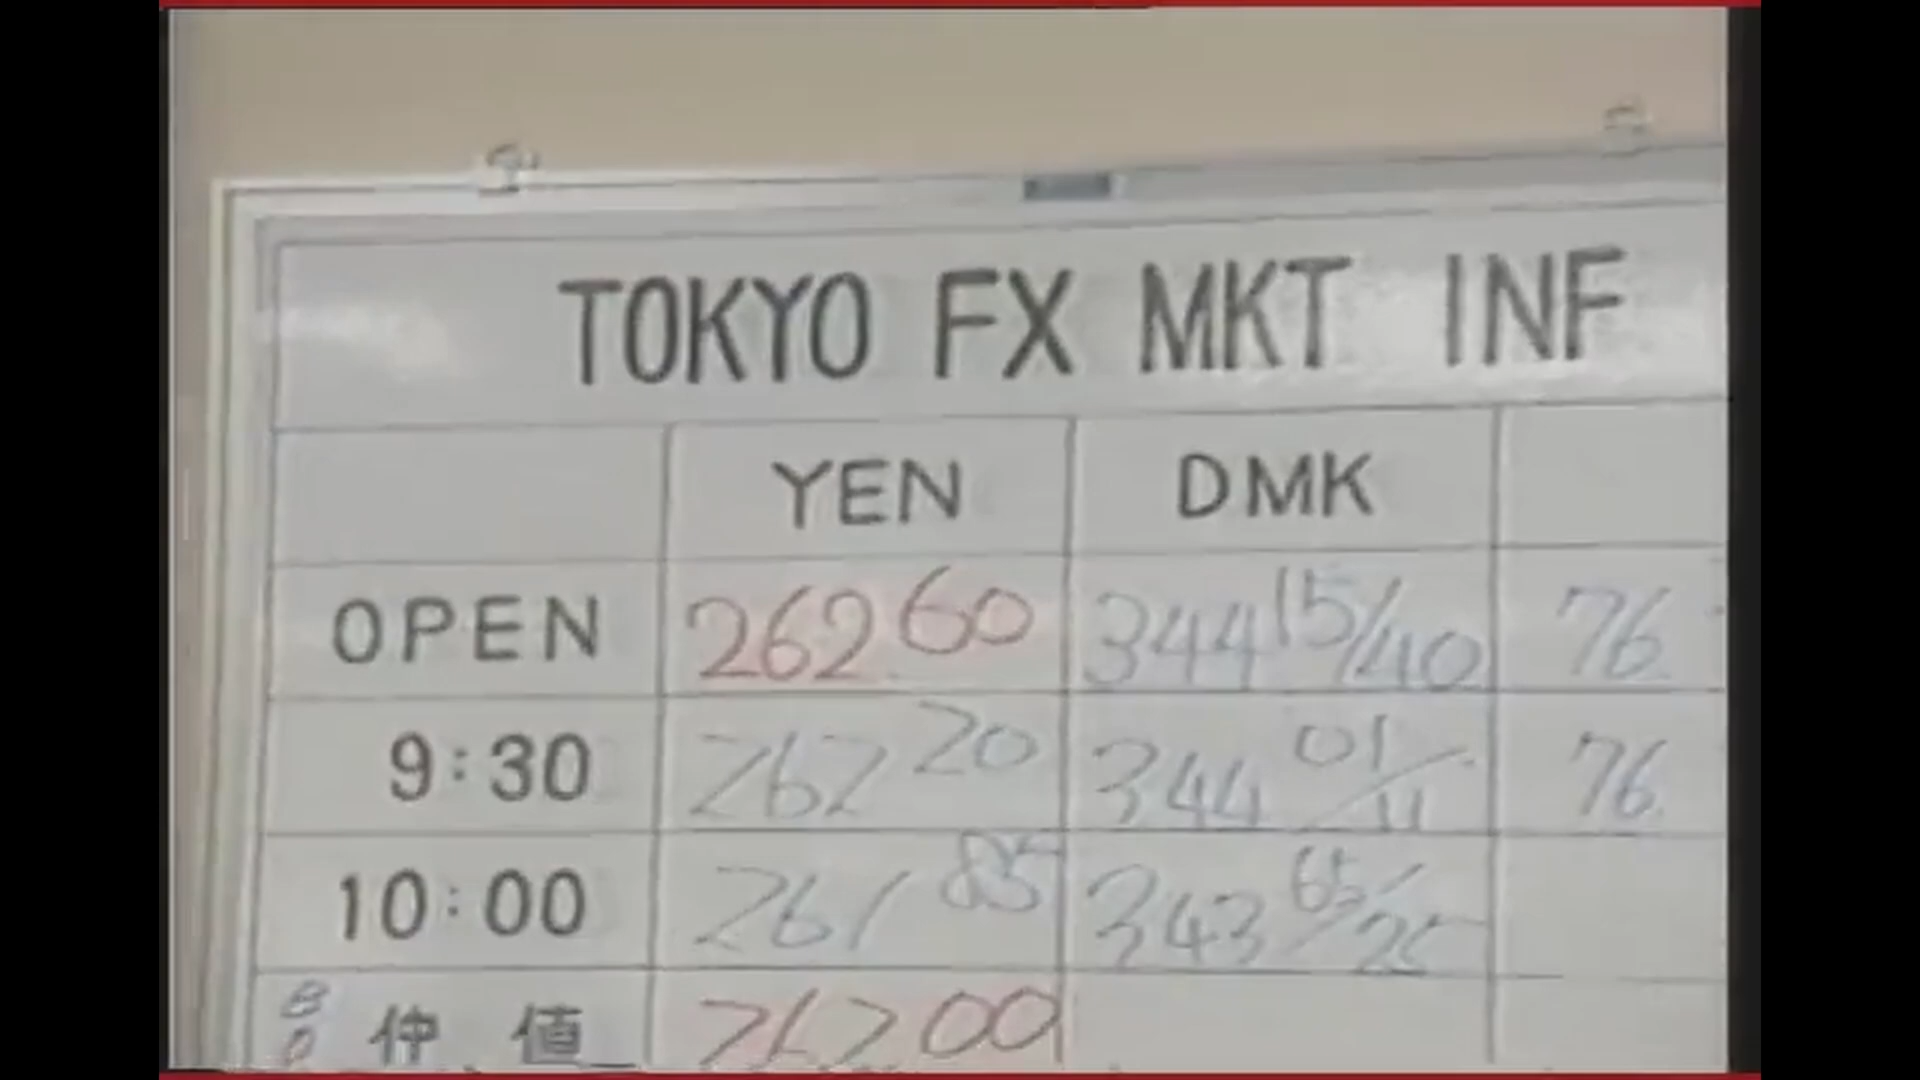 TOKYO FX MKT INF
YEN DMK
OPEN 262 60 344 15/40 76
9:30 262 20 344 01/11 76
10:00 261 85 343 65/25
仲 値 262 00